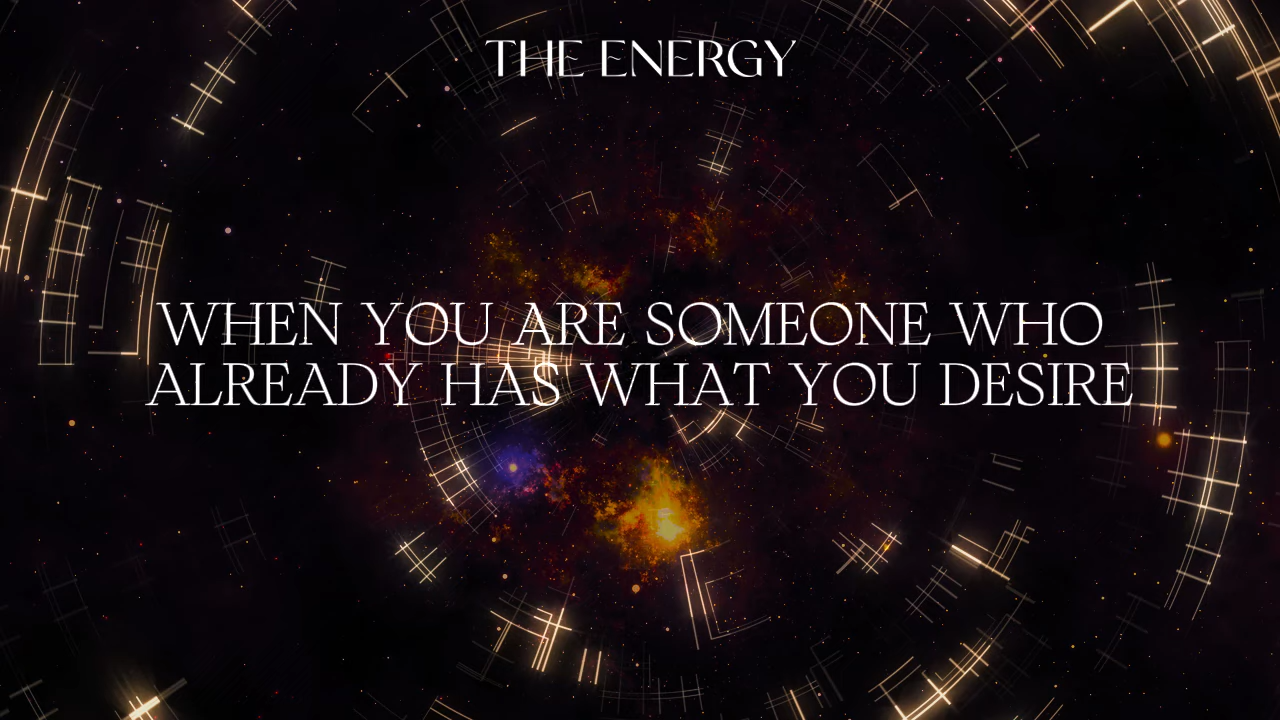 THE ENERGY
WHEN YOU ARE SOMEONE WHO
ALREADY HAS WHAT YOU DESIRE